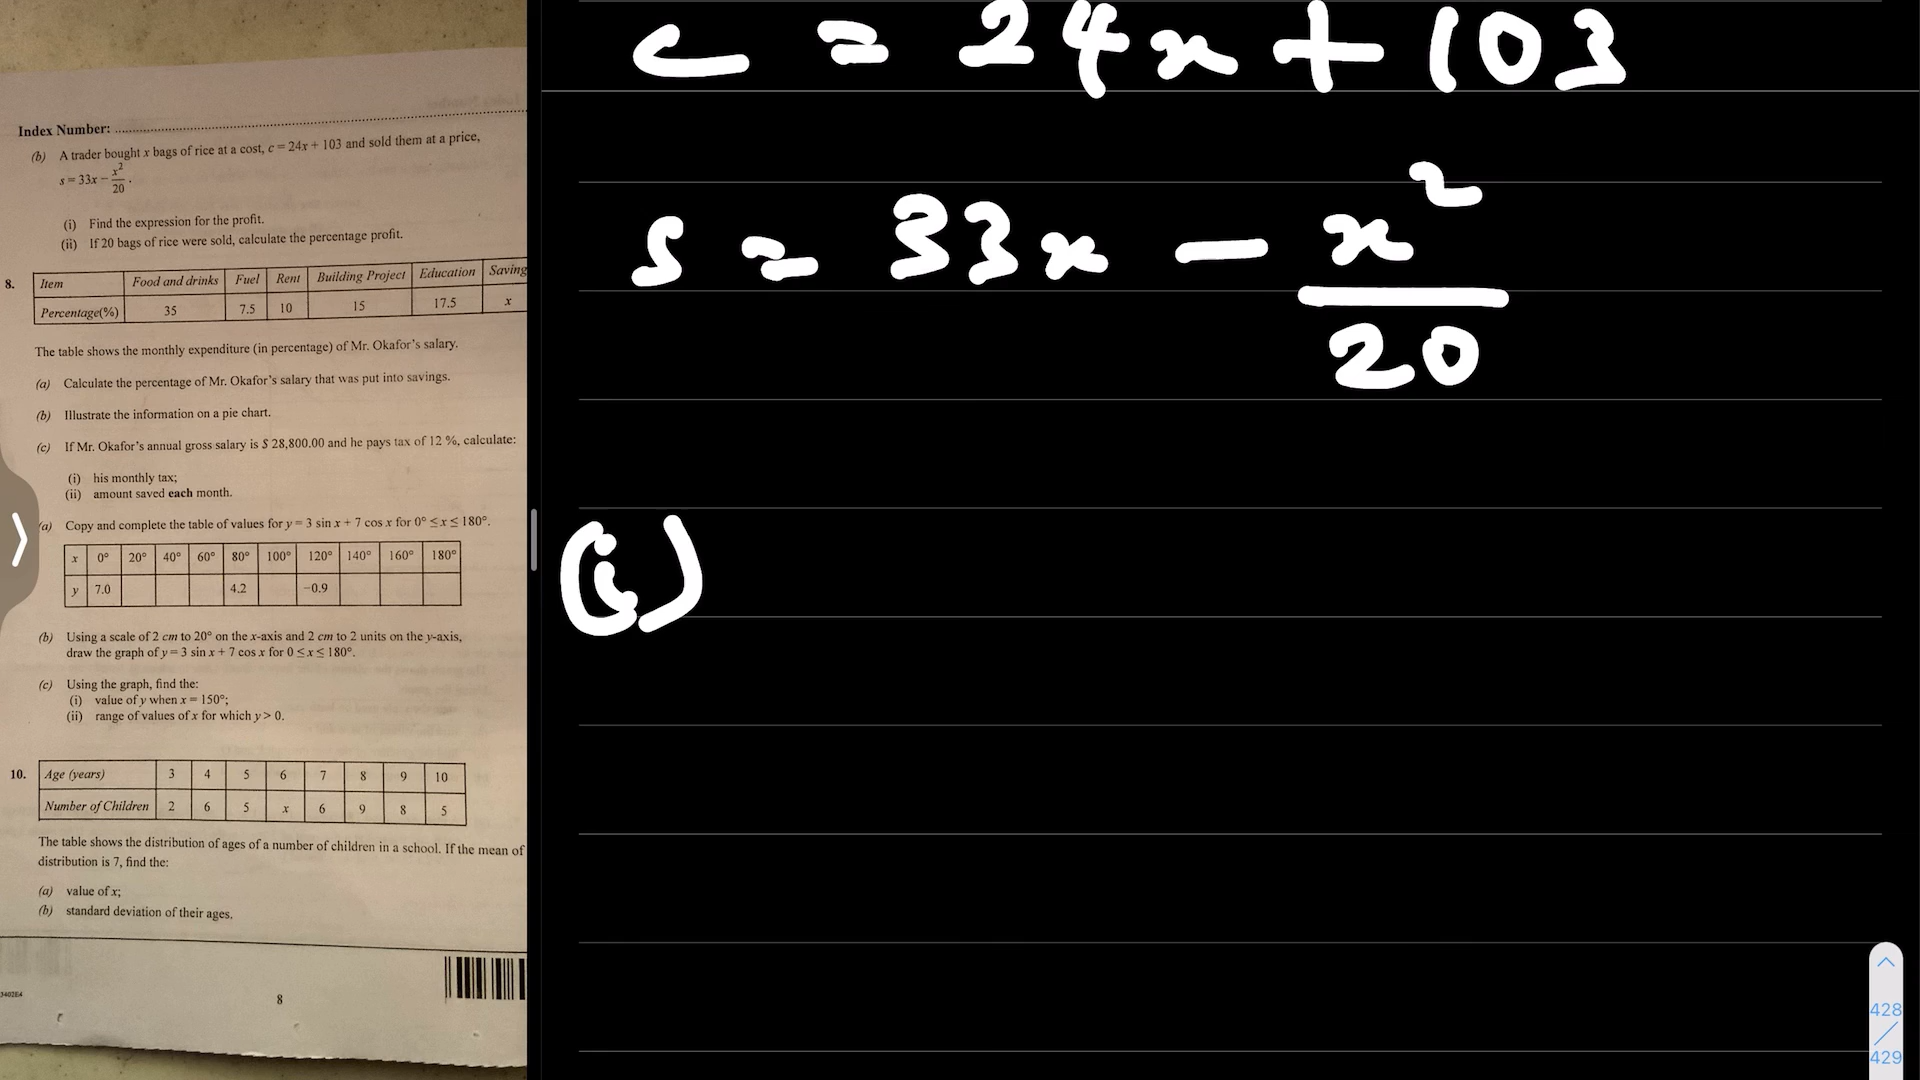 Index Number:
(b) A trader bought x bags of rice at a cost, c = 24x + 103 and sold them at a price,
s = 33x − x²/20 .
(i) Find the expression for the profit.
(ii) If 20 bags of rice were sold, calculate the percentage profit.
8.
Item Food and drinks Fuel Rent Building Project Education Saving
Percentage(%) 35 7.5 10 15 17.5 x
The table shows the monthly expenditure (in percentage) of Mr. Okafor's salary.
(a) Calculate the percentage of Mr. Okafor's salary that was put into savings.
(b) Illustrate the information on a pie chart.
(c) If Mr. Okafor's annual gross salary is $ 28,800.00 and he pays tax of 12 %, calculate:
(i) his monthly tax;
(ii) amount saved each month.
(a) Copy and complete the table of values for y = 3 sin x + 7 cos x for 0° ≤ x ≤ 180°.
x 0° 20° 40° 60° 80° 100° 120° 140° 160° 180°
y 7.0 4.2 −0.9
(b) Using a scale of 2 cm to 20° on the x-axis and 2 cm to 2 units on the y-axis,
draw the graph of y = 3 sin x + 7 cos x for 0 ≤ x ≤ 180°.
(c) Using the graph, find the:
(i) value of y when x = 150°;
(ii) range of values of x for which y > 0.
10.
Age (years) 3 4 5 6 7 8 9 10
Number of Children 2 6 5 x 6 9 8 5
The table shows the distribution of ages of a number of children in a school. If the mean of
distribution is 7, find the:
(a) value of x;
(b) standard deviation of their ages.
8
c = 24x + 103
s = 33x − x²/20
(i)
428
/
429